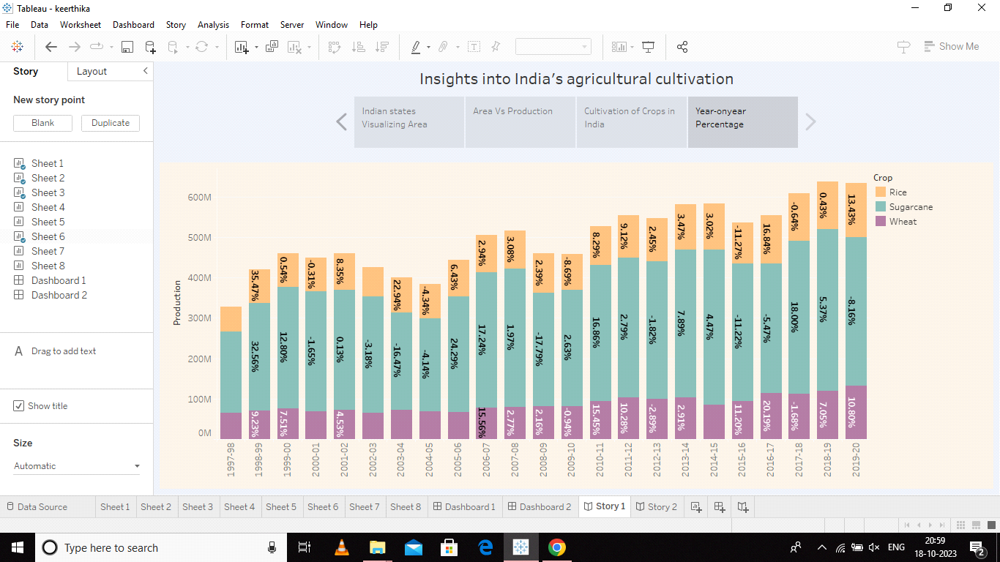 Tableau - keerthika
File Data Worksheet Dashboard Story Analysis Format Server Window Help
Show Me
Story Layout
New story point
Blank Duplicate
Sheet 1
Sheet 2
Sheet 3
Sheet 4
Sheet 5
Sheet 6
Sheet 7
Sheet 8
Dashboard 1
Dashboard 2
A Drag to add text
Show title
Size
Automatic
Insights into India's agricultural cultivation
Indian states
Visualizing Area
Area Vs Production
Cultivation of Crops in
India
Year-onyear
Percentage
Production
600M
500M
400M
300M
200M
100M
0M
35.47% 0.54% -0.31% 8.35% 22.94% -4.34% 6.43% 2.94% 3.08% 2.39% -8.69% 8.29% 9.12% 2.45% 3.47% 3.02% -11.27% 16.84% -0.64% 0.43% 13.43%
32.56% 12.80% -1.65% 0.13% -3.18% -16.47% -4.14% 24.29% 17.24% 1.97% -17.79% 2.63% 16.86% 2.79% -1.82% 7.89% 4.47% -11.22% -5.47% 18.00% 5.37% -8.16%
9.23% 7.51% 4.53% 15.56% 2.77% 2.16% -0.94% 15.45% 10.28% -2.89% 2.91% 11.20% 20.19% -1.68% 7.05% 10.80%
1997-98 1998-99 1999-00 2000-01 2001-02 2002-03 2003-04 2004-05 2005-06 2006-07 2007-08 2008-09 2009-10 2010-11 2011-12 2012-13 2013-14 2014-15 2015-16 2016-17 2017-18 2018-19 2019-20
Crop
Rice
Sugarcane
Wheat
Data Source Sheet 1 Sheet 2 Sheet 3 Sheet 4 Sheet 5 Sheet 6 Sheet 7 Sheet 8 Dashboard 1 Dashboard 2 Story 1 Story 2
Type here to search
ENG
20:59
18-10-2023
2